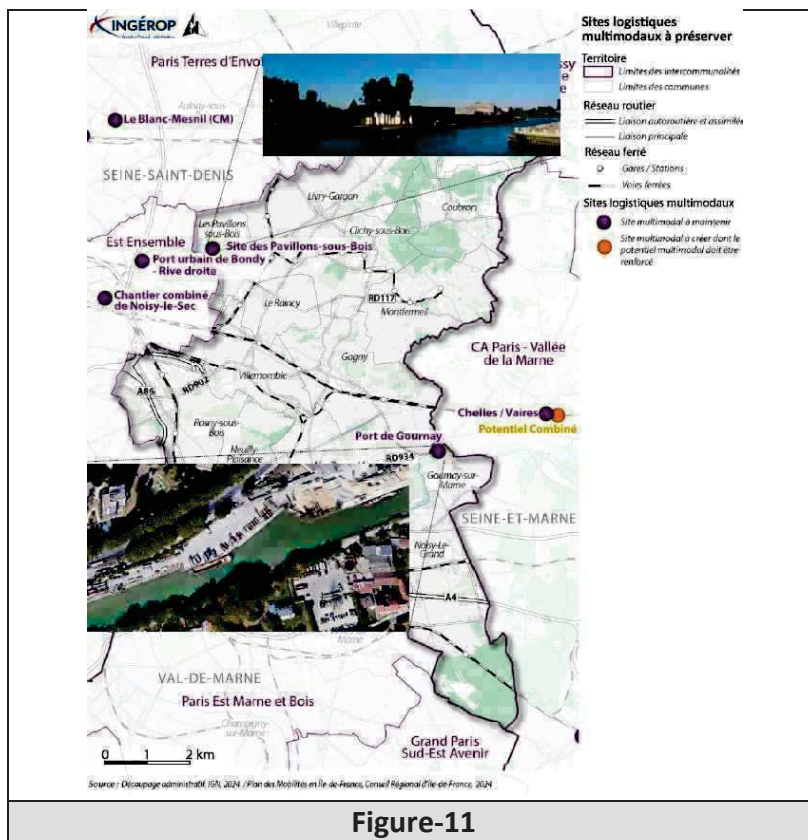 INGÉROP
Villepinte
Paris Terres d'Envo
Aulnay-sous-
Le Blanc-Mesnil (CM)
SEINE-SAINT-DENIS
Livry-Gargan
Coubron
Les Pavillons
sous-Bois
Clichy-sous-Bois
Est Ensemble
Site des Pavillons-sous-Bois
Port urbain de Bondy
- Rive droite
Chantier combiné
de Noisy-le-Sec
Le Raincy
RD117
Montfermeil
CA Paris - Vallée
de la Marne
Gagny
A86
RD902
Villemomble
Chelles / Vaires
Potentiel Combiné
Rosny-sous-
Bois
Port de Gournay
Neuilly-
Plaisance
RD934
Gournay-sur-
Marne
SEINE-ET-MARNE
Noisy-Le-
Grand
A4
Marne
VAL-DE-MARNE
Paris Est Marne et Bois
Champigny-
sur-Marne
Grand Paris
Sud-Est Avenir
0 1 2 km
Sites logistiques
multimodaux à préserver
Territoire
Limites des intercommunalités
Limites des communes
Réseau routier
Liaison autoroutière et assimilée
Liaison principale
Réseau ferré
Gares / Stations
Voies ferrées
Sites logistiques multimodaux
Site multimodal à maintenir
Site multimodal à créer dont le
potentiel multimodal doit être
renforcé
Source : Découpage administratif, IGN, 2024 / Plan des Mobilités en Île-de-France, Conseil Régional d'Île-de-France, 2024
Figure-11